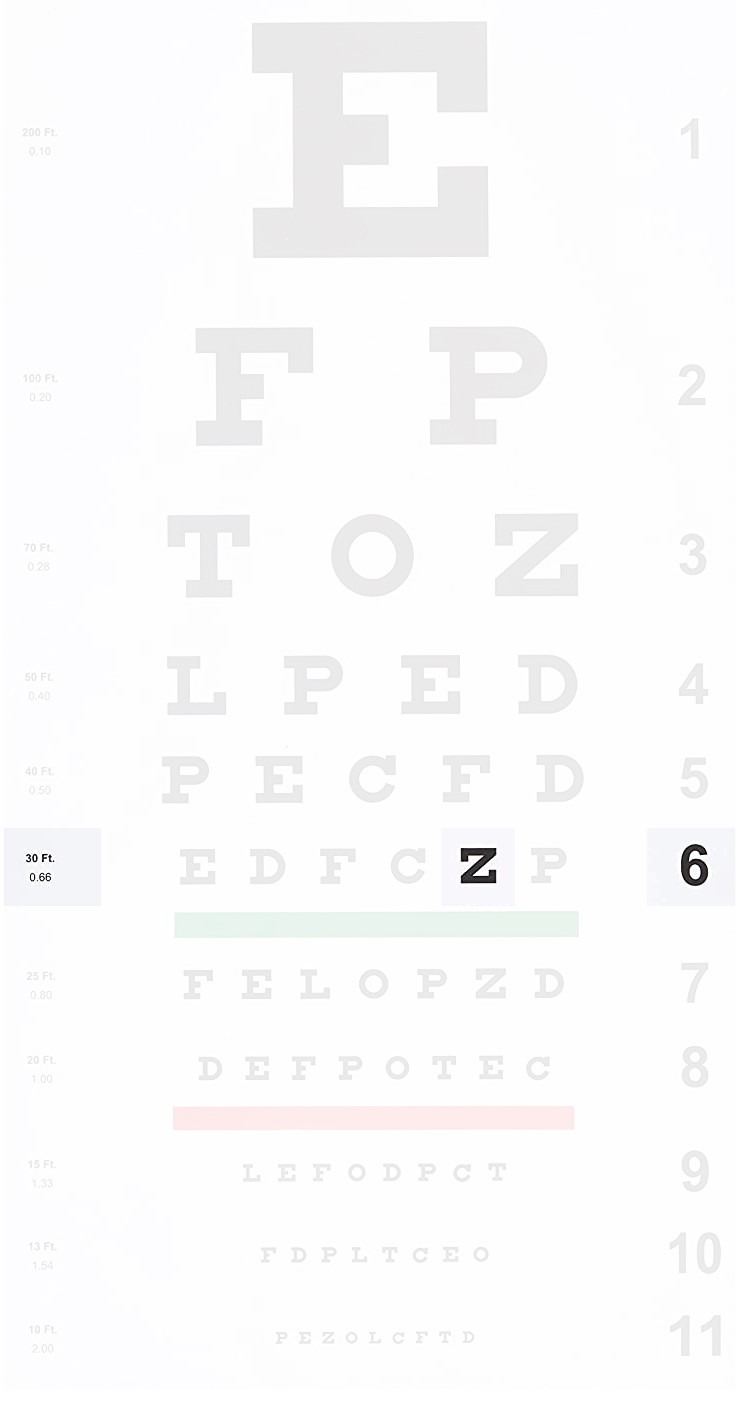 E
200 Ft.
0.10
1
F P
100 Ft.
0.20
2
T O Z
70 Ft.
0.28
3
L P E D
50 Ft.
0.40
4
P E C F D
40 Ft.
0.50
5
E D F C Z P
30 Ft.
0.66
6
F E L O P Z D
25 Ft.
0.80
7
D E F P O T E C
20 Ft.
1.00
8
L E F O D P C T
15 Ft.
1.33
9
F D P L T C E O
13 Ft.
1.54
10
P E Z O L C F T D
10 Ft.
2.00
11